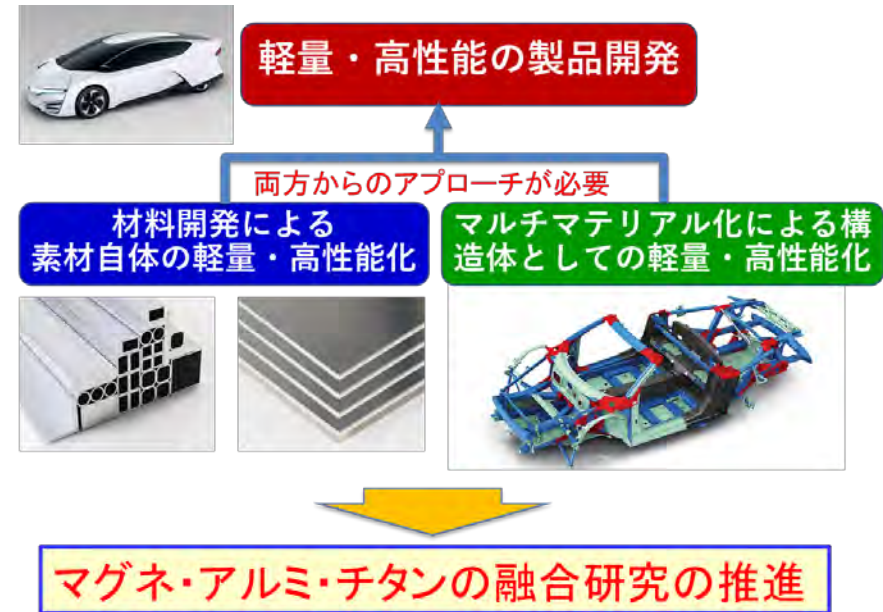 軽量・高性能の製品開発
両方からのアプローチが必要
材料開発による
素材自体の軽量・高性能化
マルチマテリアル化による構
造体としての軽量・高性能化
マグネ・アルミ・チタンの融合研究の推進